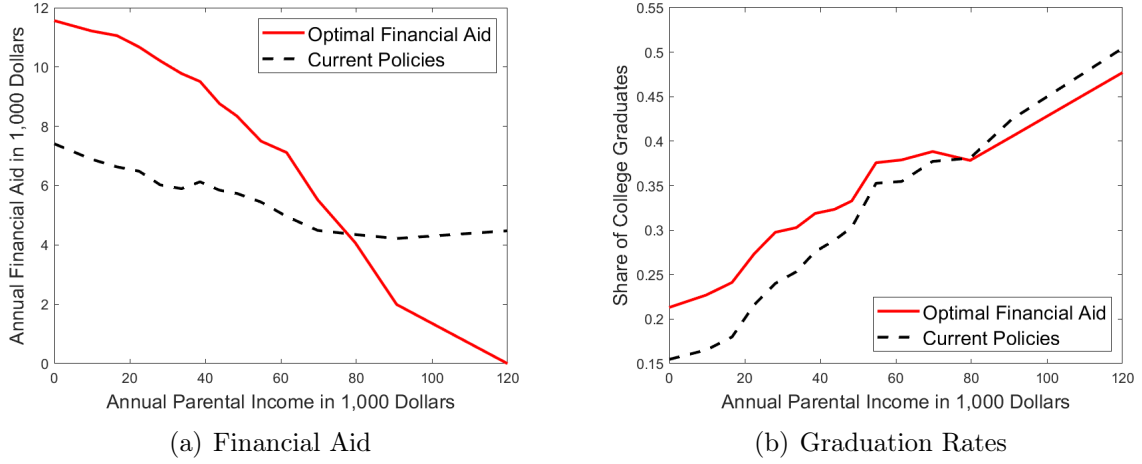 12
10
8
6
4
2
0
0 20 40 60 80 100 120
Annual Financial Aid in 1,000 Dollars
Annual Parental Income in 1,000 Dollars
Optimal Financial Aid
Current Policies
(a) Financial Aid
0.55
0.5
0.45
0.4
0.35
0.3
0.25
0.2
0.15
0 20 40 60 80 100 120
Share of College Graduates
Annual Parental Income in 1,000 Dollars
Optimal Financial Aid
Current Policies
(b) Graduation Rates